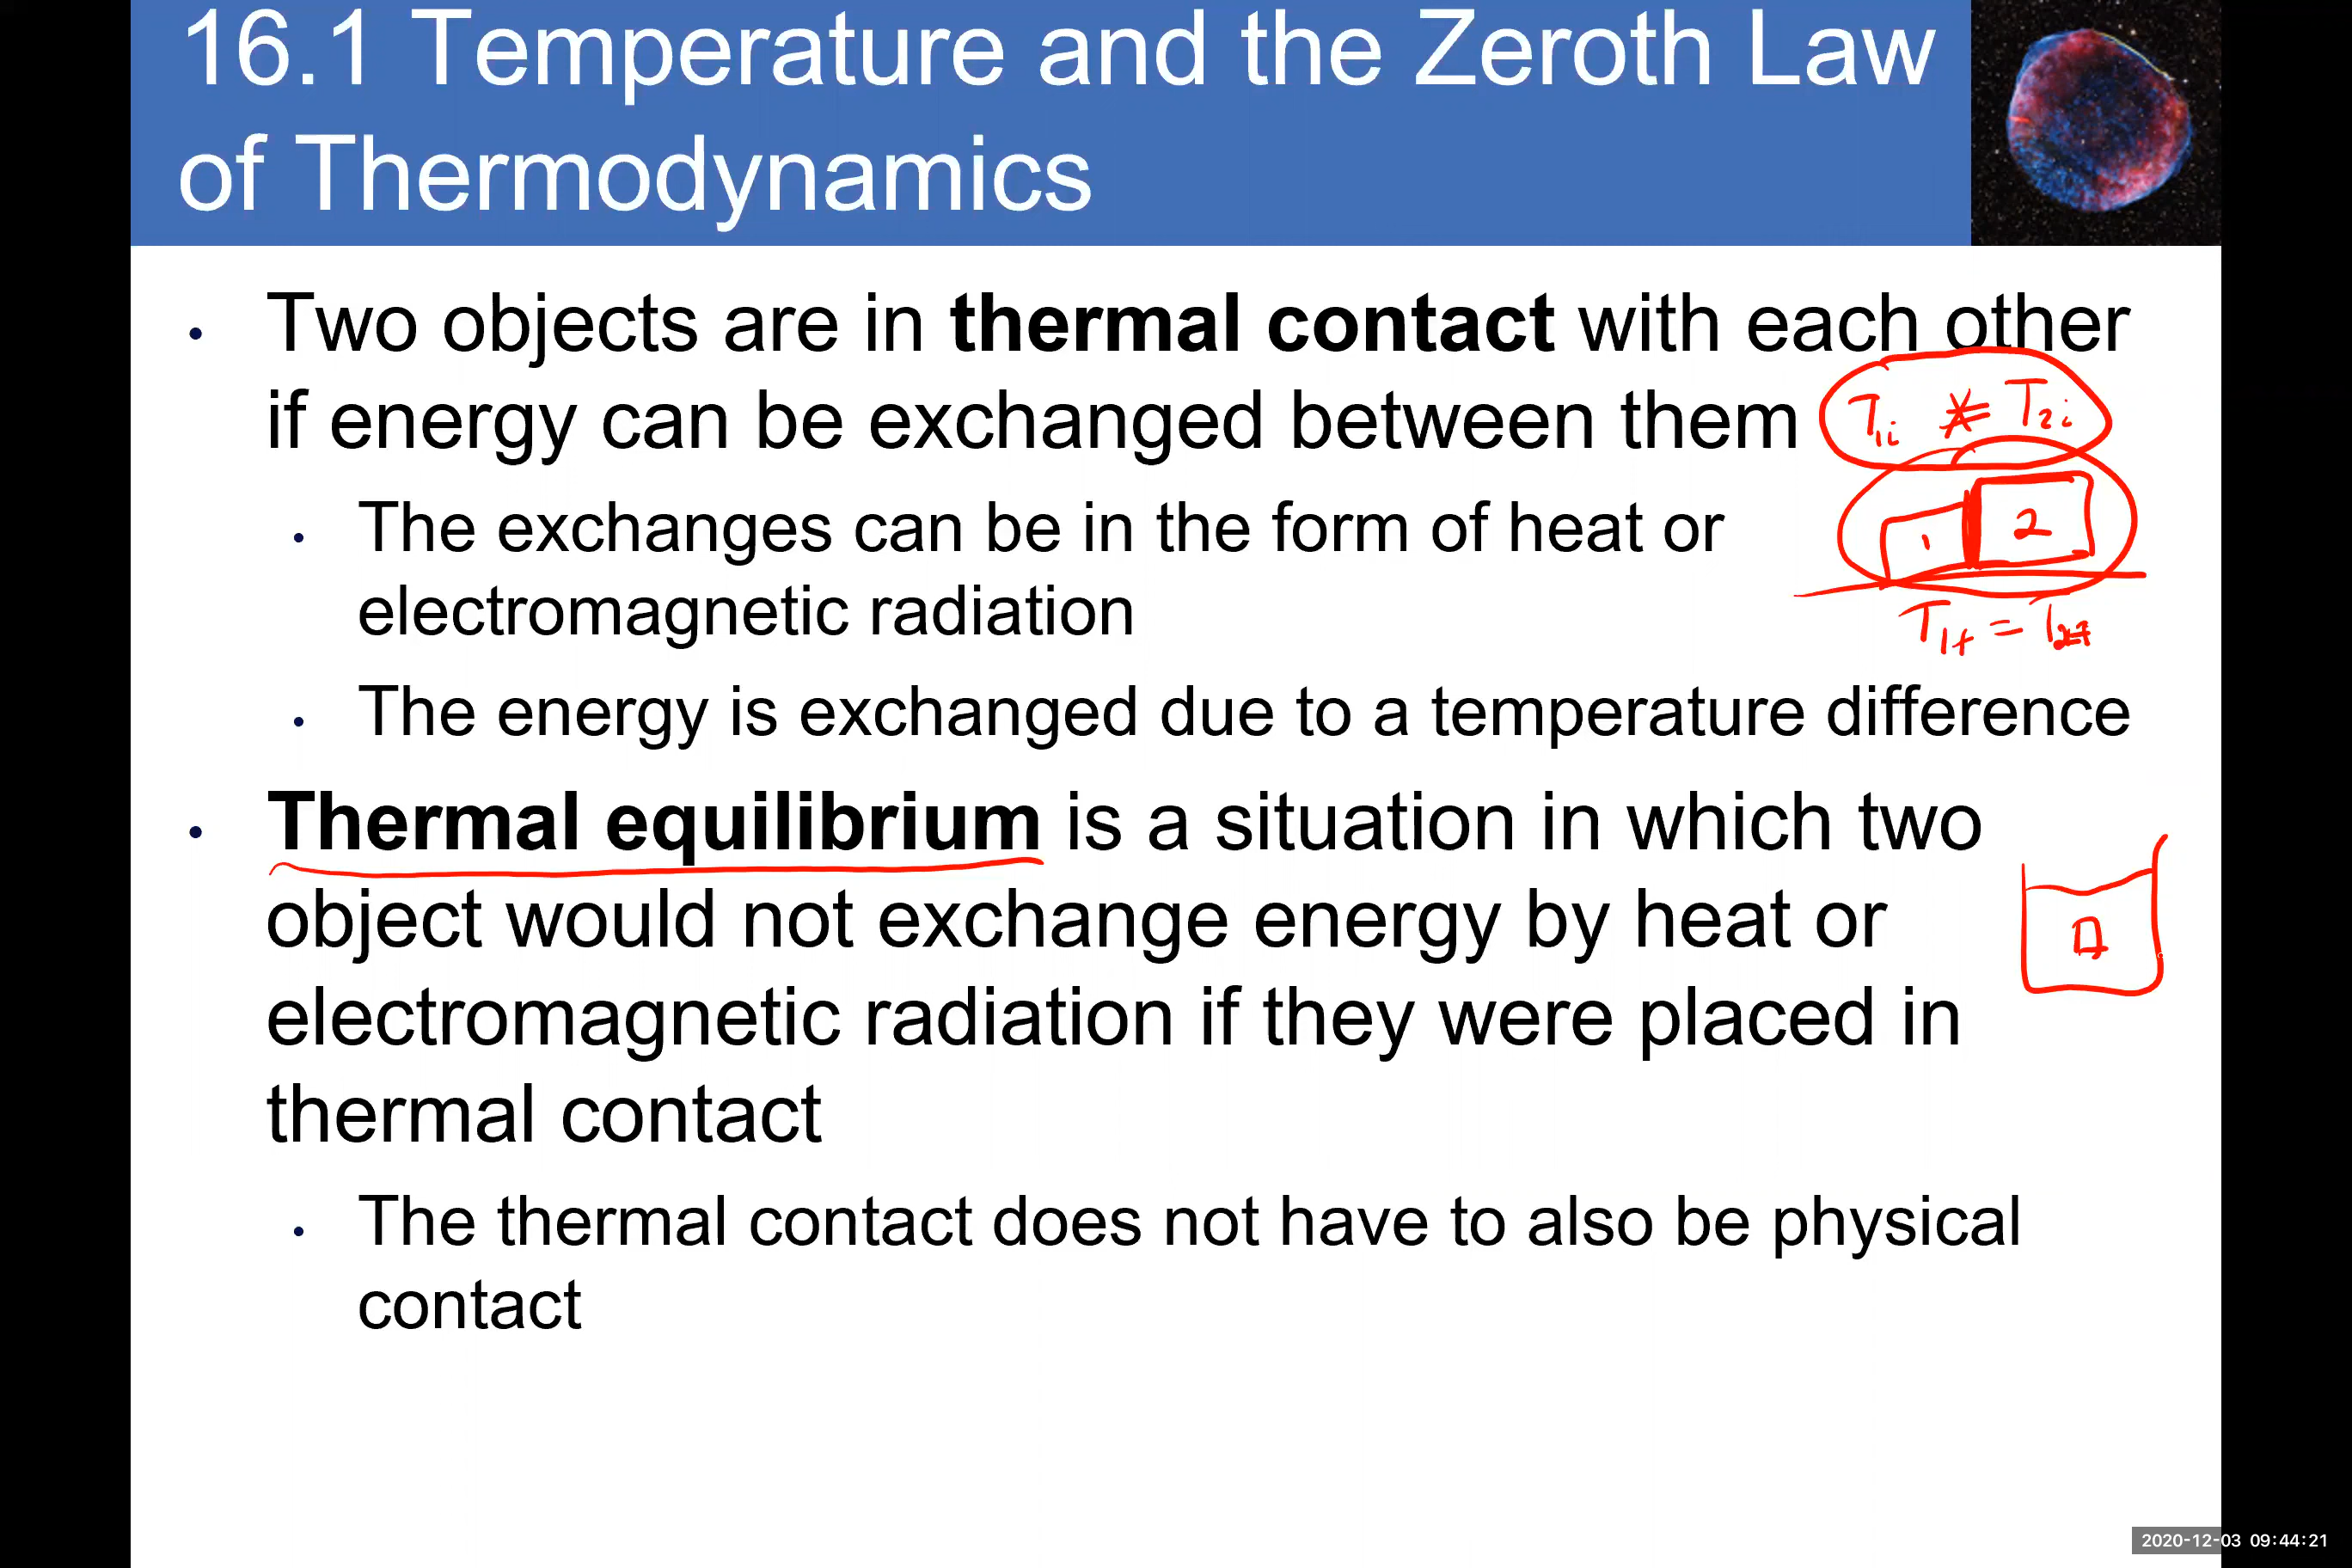 16.1 Temperature and the Zeroth Law
of Thermodynamics
• Two objects are in thermal contact with each other
if energy can be exchanged between them
T1i ≠ T2i
• The exchanges can be in the form of heat or
electromagnetic radiation
1 2
T1f = T2f
• The energy is exchanged due to a temperature difference
• Thermal equilibrium is a situation in which two
object would not exchange energy by heat or
electromagnetic radiation if they were placed in
thermal contact
• The thermal contact does not have to also be physical
contact
2020-12-03 09:44:21